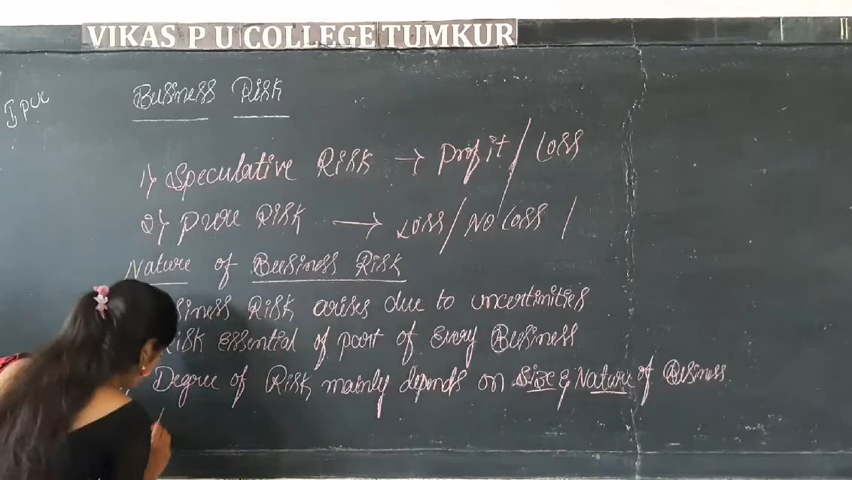 VIKAS P U COLLEGE TUMKUR
I PUC
Business Risk
1) Speculative Risk → Profit / Loss
2) Pure Risk → Loss / No Loss /
Nature of Business Risk
siness Risk arises due to uncertinities
Risk essential of part of Every Business
Degree of Risk mainly depends on Size & Nature of Business